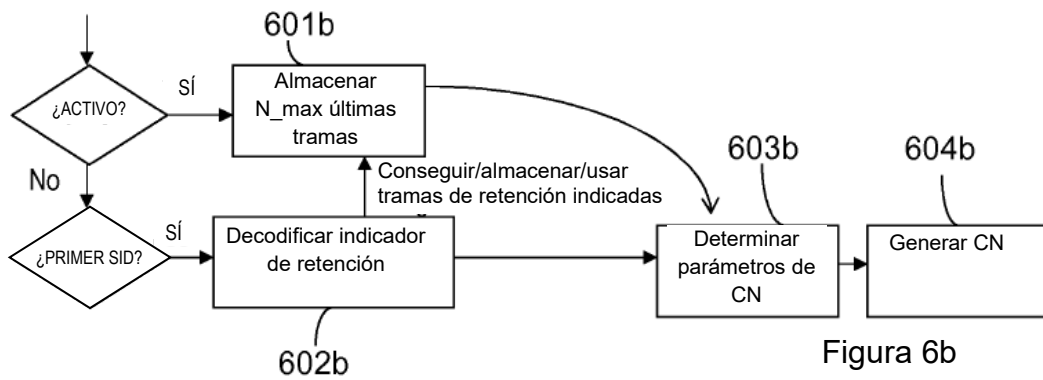 601b
¿ACTIVO?
SÍ
Almacenar
N_max últimas
tramas
No
Conseguir/almacenar/usar
tramas de retención indicadas
603b
604b
¿PRIMER SID?
SÍ
Decodificar indicador
de retención
Determinar
parámetros de
CN
Generar CN
602b
Figura 6b